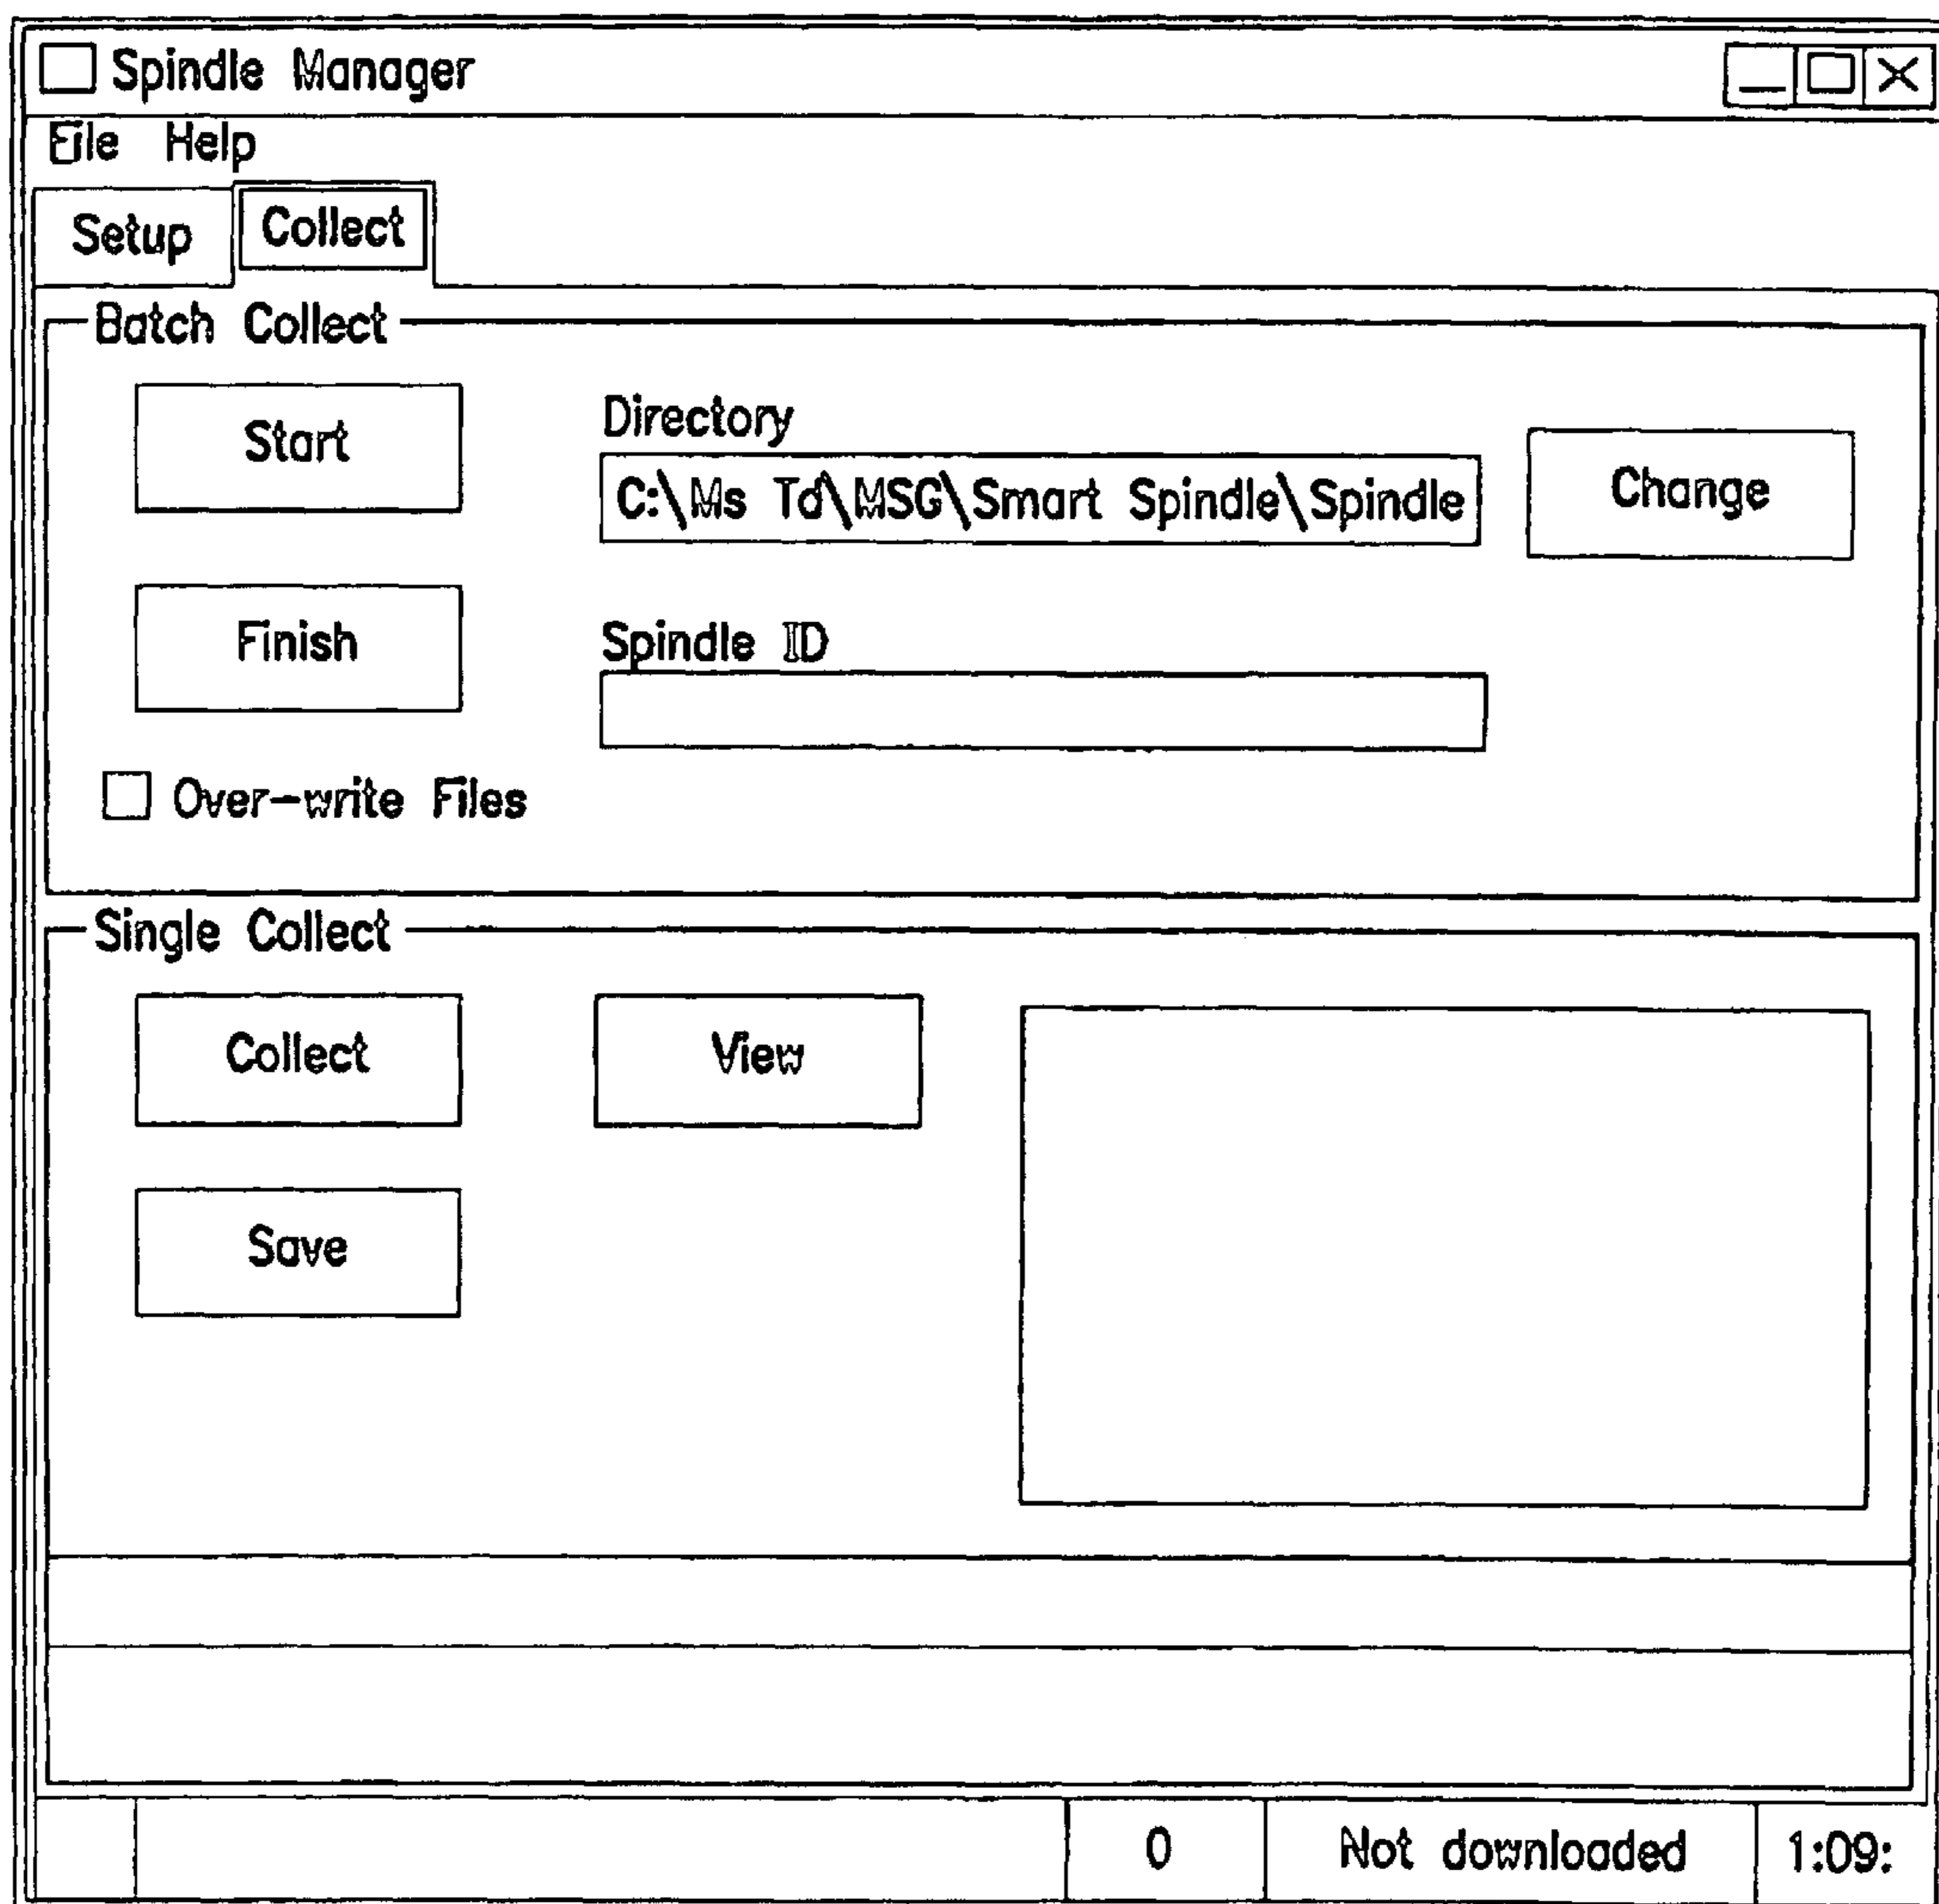 Spindle Manager
File Help
Setup Collect
Batch Collect
Start
Directory
C:\Ms Td\MSG\Smart Spindle\Spindle
Change
Finish
Spindle ID
Over-write Files
Single Collect
Collect
View
Save
0
Not downloaded
1:09: